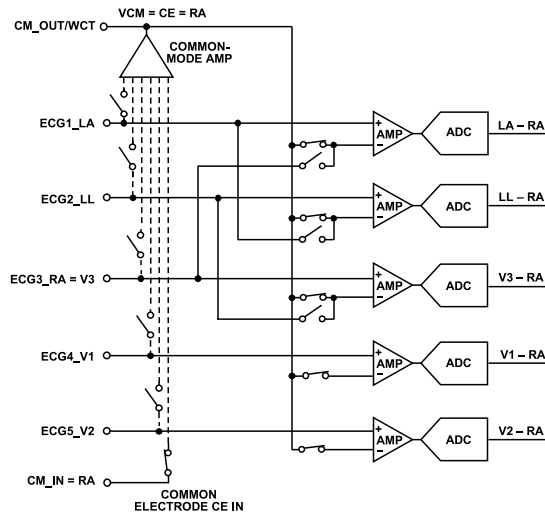 VCM = CE = RA
CM_OUT/WCT
COMMON-
MODE AMP
ECG1_LA
+
AMP
–
ADC
LA – RA
ECG2_LL
+
AMP
–
ADC
LL – RA
ECG3_RA = V3
+
AMP
–
ADC
V3 – RA
ECG4_V1
+
AMP
–
ADC
V1 – RA
ECG5_V2
+
AMP
–
ADC
V2 – RA
CM_IN = RA
COMMON
ELECTRODE CE IN